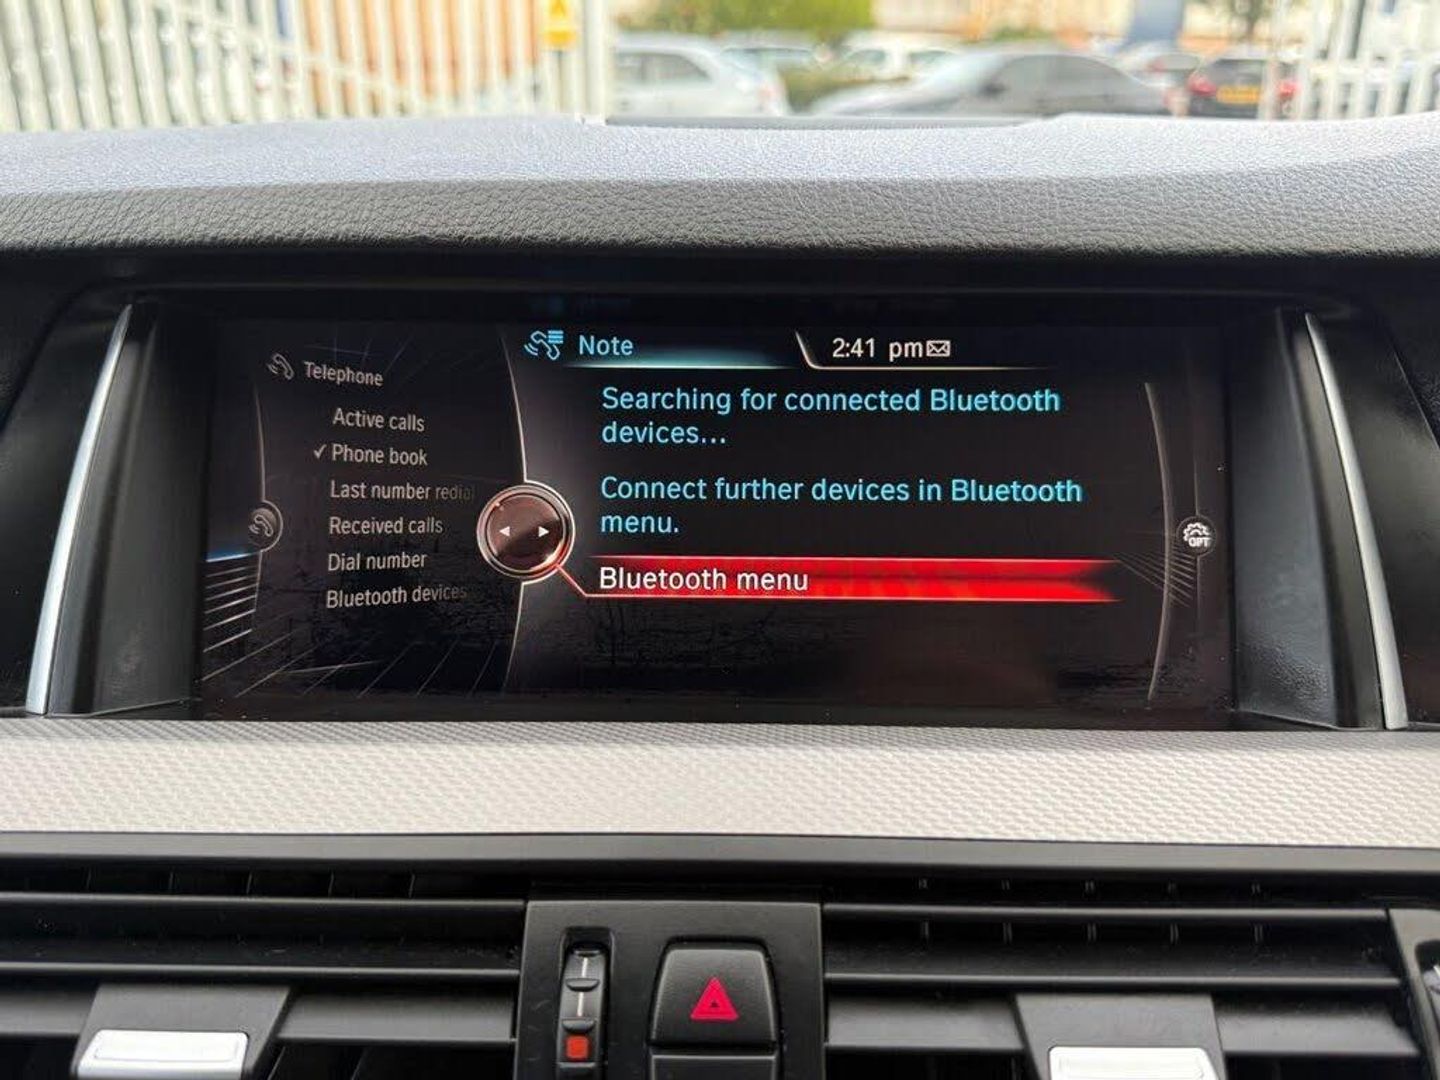 Note
2:41 pm
Telephone
Active calls
✓ Phone book
Last number redial
Received calls
Dial number
Bluetooth devices
Searching for connected Bluetooth
devices...
Connect further devices in Bluetooth
menu.
Bluetooth menu
OPT